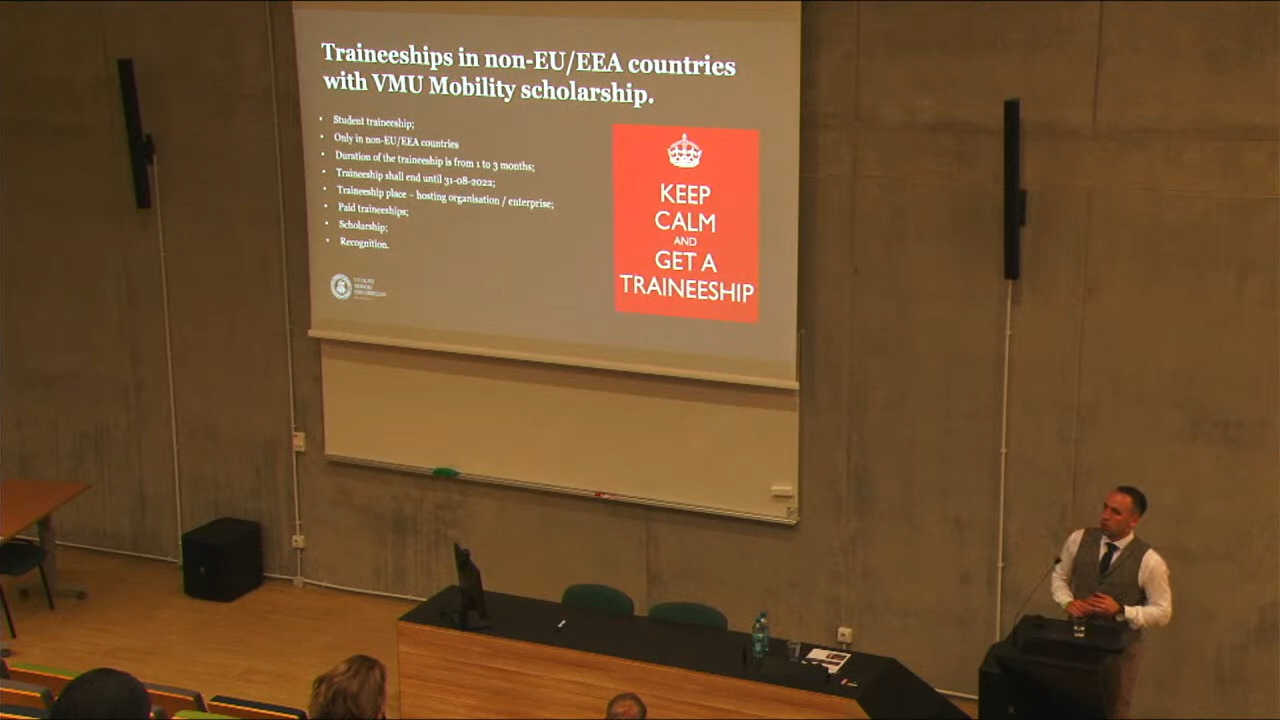 Traineeships in non-EU/EEA countries
with VMU Mobility scholarship.
• Student traineeship;
• Only in non-EU/EEA countries
• Duration of the traineeship is from 1 to 3 months;
• Traineeship shall end until 31-08-2022;
• Traineeship place – hosting organisation / enterprise;
• Paid traineeships;
• Scholarship;
• Recognition.
KEEP
CALM
AND
GET A
TRAINEESHIP